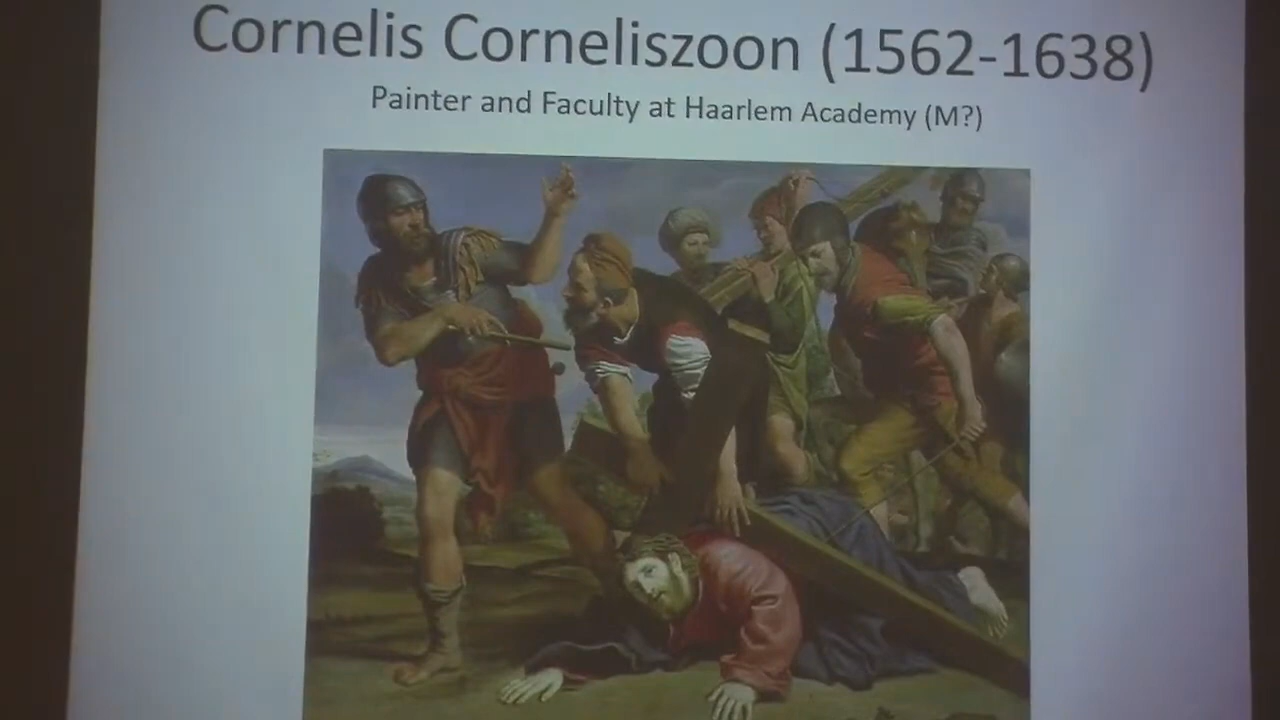 Cornelis Corneliszoon (1562-1638)
Painter and Faculty at Haarlem Academy (M?)